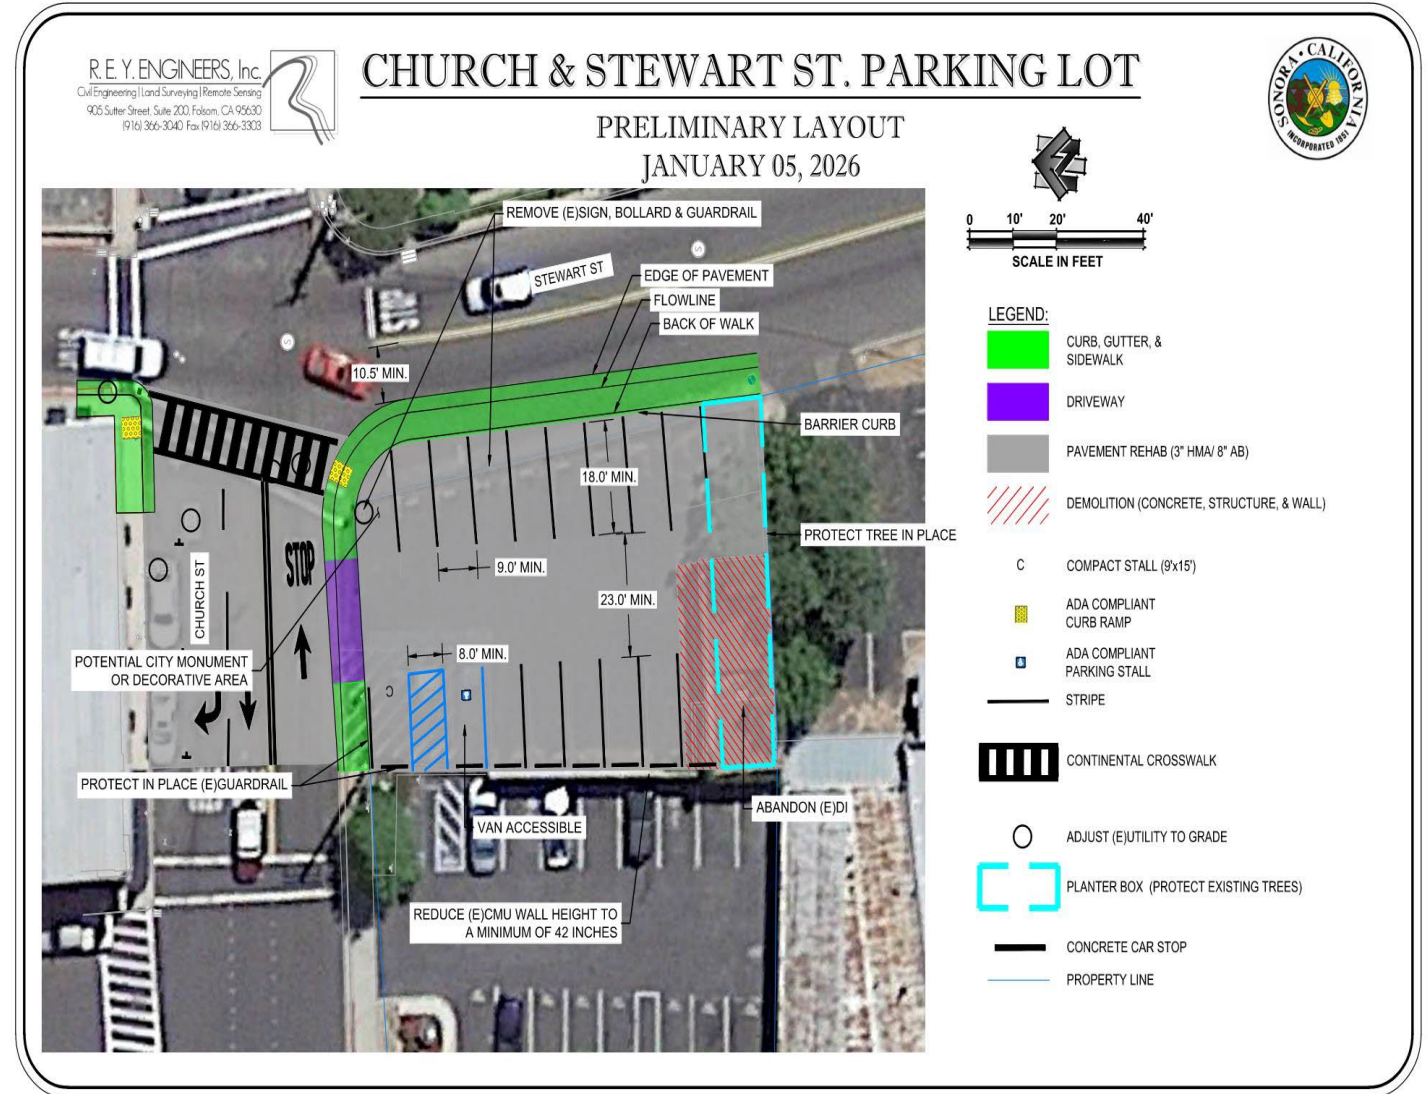 R. E. Y. ENGINEERS, Inc.
Civil Engineering | Land Surveying | Remote Sensing
905 Sutter Street, Suite 200, Folsom, CA 95630
(916) 366-3040 Fax (916) 366-3303
CHURCH & STEWART ST. PARKING LOT
PRELIMINARY LAYOUT
JANUARY 05, 2026
SONORA, CALIFORNIA
INCORPORATED 1851
0 10' 20' 40'
SCALE IN FEET
REMOVE (E)SIGN, BOLLARD & GUARDRAIL
STEWART ST
EDGE OF PAVEMENT
FLOWLINE
BACK OF WALK
STOP
S
S
10.5' MIN.
BARRIER CURB
18.0' MIN.
PROTECT TREE IN PLACE
9.0' MIN.
23.0' MIN.
STOP
CHURCH ST
8.0' MIN.
POTENTIAL CITY MONUMENT
OR DECORATIVE AREA
C
PROTECT IN PLACE (E)GUARDRAIL
ABANDON (E)DI
VAN ACCESSIBLE
REDUCE (E)CMU WALL HEIGHT TO
A MINIMUM OF 42 INCHES
LEGEND:
CURB, GUTTER, &
SIDEWALK
DRIVEWAY
PAVEMENT REHAB (3" HMA/ 8" AB)
DEMOLITION (CONCRETE, STRUCTURE, & WALL)
C COMPACT STALL (9'x15')
ADA COMPLIANT
CURB RAMP
ADA COMPLIANT
PARKING STALL
STRIPE
CONTINENTAL CROSSWALK
ADJUST (E)UTILITY TO GRADE
PLANTER BOX (PROTECT EXISTING TREES)
CONCRETE CAR STOP
PROPERTY LINE